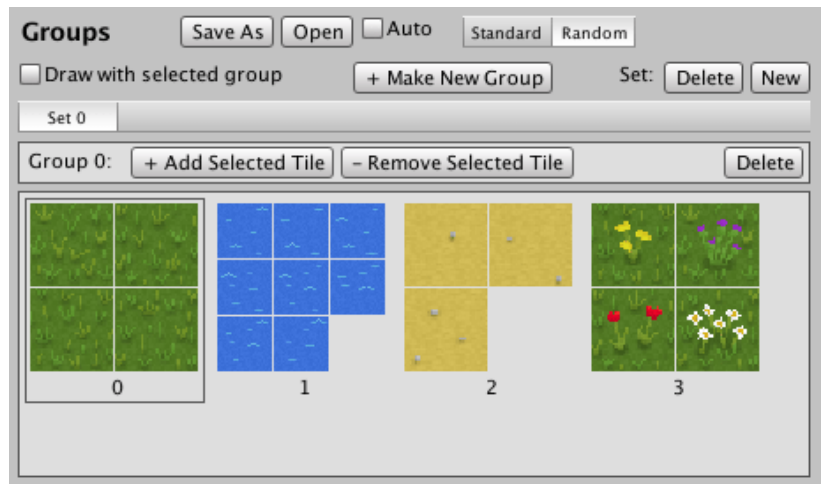 Groups Save As Open Auto Standard Random
Draw with selected group + Make New Group Set: Delete New
Set 0
Group 0: + Add Selected Tile - Remove Selected Tile Delete
0 1 2 3